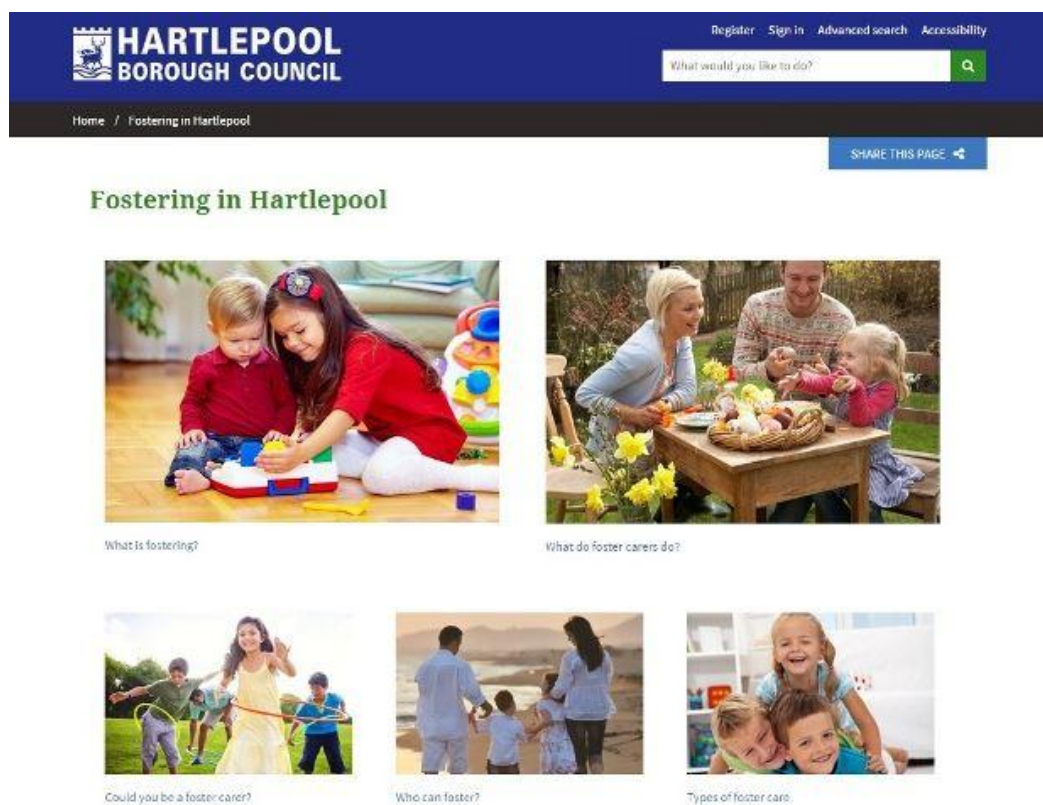 HARTLEPOOL
BOROUGH COUNCIL
Register Sign in Advanced search Accessibility
What would you like to do?
Home / Fostering in Hartlepool
SHARE THIS PAGE
Fostering in Hartlepool
What is fostering?
What do foster carers do?
Could you be a foster carer?
Who can foster?
Types of foster care